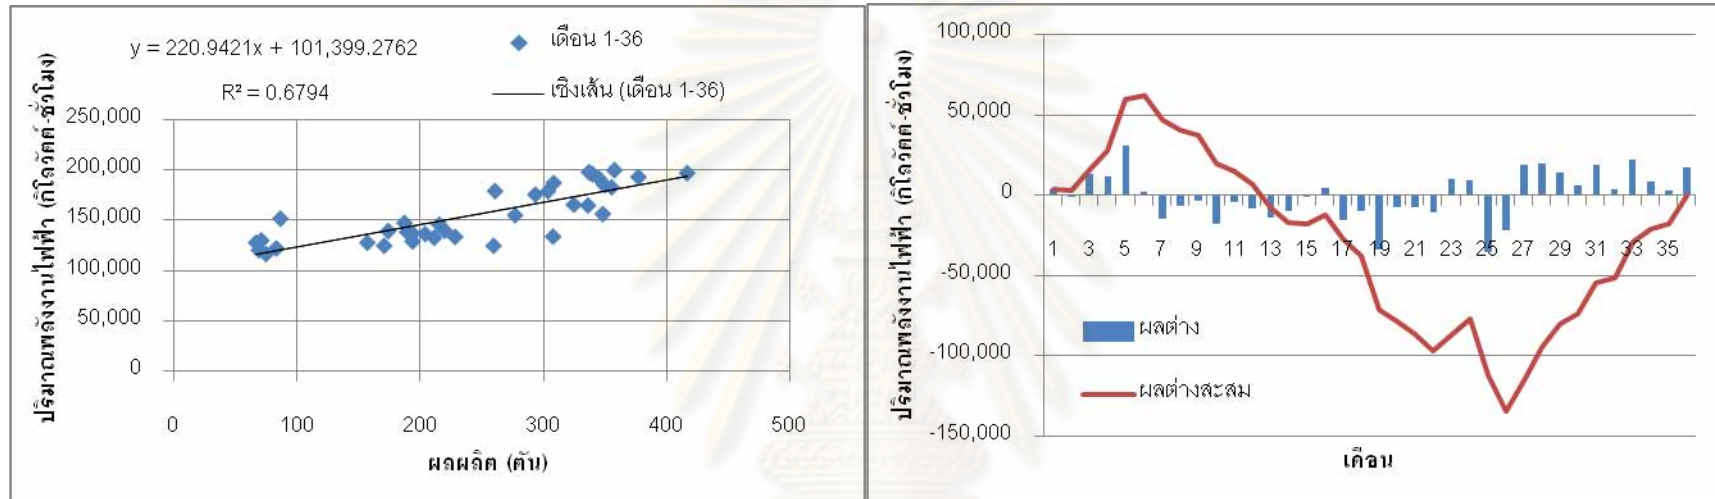 y = 220.9421x + 101,399.2762
R² = 0.6794
เดือน 1-36
เชิงเส้น (เดือน 1-36)
ปริมาณพลังงานไฟฟ้า (กิโลวัตต์-ชั่วโมง)
250,000
200,000
150,000
100,000
50,000
0
0 100 200 300 400 500
ผลผลิต (ตัน)
ปริมาณพลังงานไฟฟ้า (กิโลวัตต์-ชั่วโมง)
100,000
50,000
0
-50,000
-100,000
-150,000
1 3 5 7 9 11 13 15 17 19 21 23 25 27 29 31 33 35
ผลต่าง
ผลต่างสะสม
เดือน